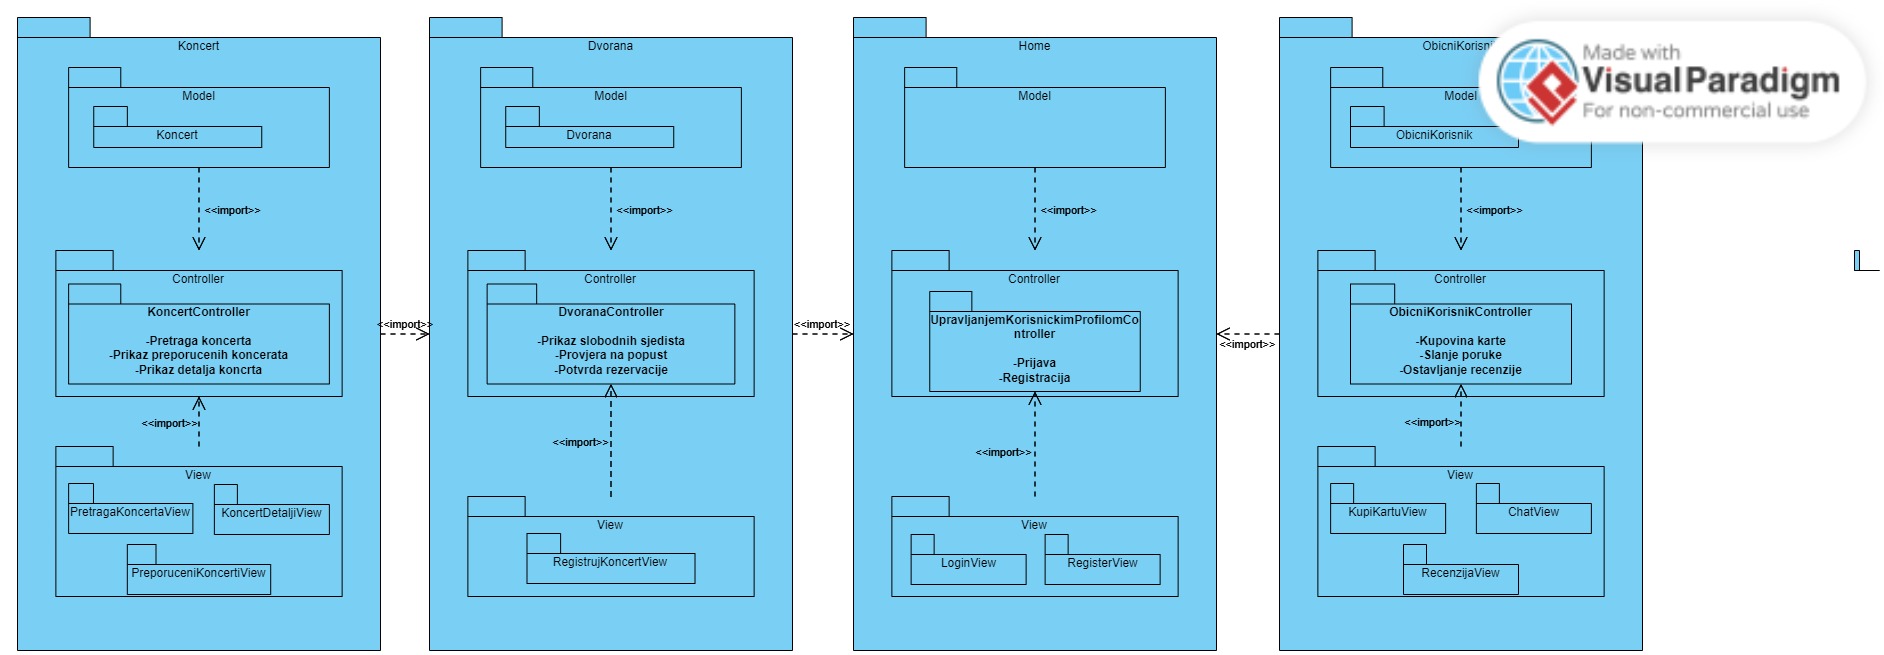 Koncert
Model
Koncert
<<import>>
Controller
KoncertController
-Pretraga koncerta
-Prikaz preporucenih koncerata
-Prikaz detalja koncrta
<<import>>
View
PretragaKoncertaView
KoncertDetaljiView
PreporuceniKoncertiView
<<import>>
Dvorana
Model
Dvorana
<<import>>
Controller
DvoranaController
-Prikaz slobodnih sjedista
-Provjera na popust
-Potvrda rezervacije
<<import>>
View
RegistrujKoncertView
<<import>>
Home
Model
<<import>>
Controller
UpravljanjemKorisnickimProfilomCo
ntroller
-Prijava
-Registracija
<<import>>
View
LoginView
RegisterView
<<import>>
Model
ObicniKorisnik
<<import>>
Controller
ObicniKorisnikController
-Kupovina karte
-Slanje poruke
-Ostavljanje recenzije
<<import>>
View
KupiKartuView
ChatView
RecenzijaView
Made with
Visual Paradigm
For non-commercial use